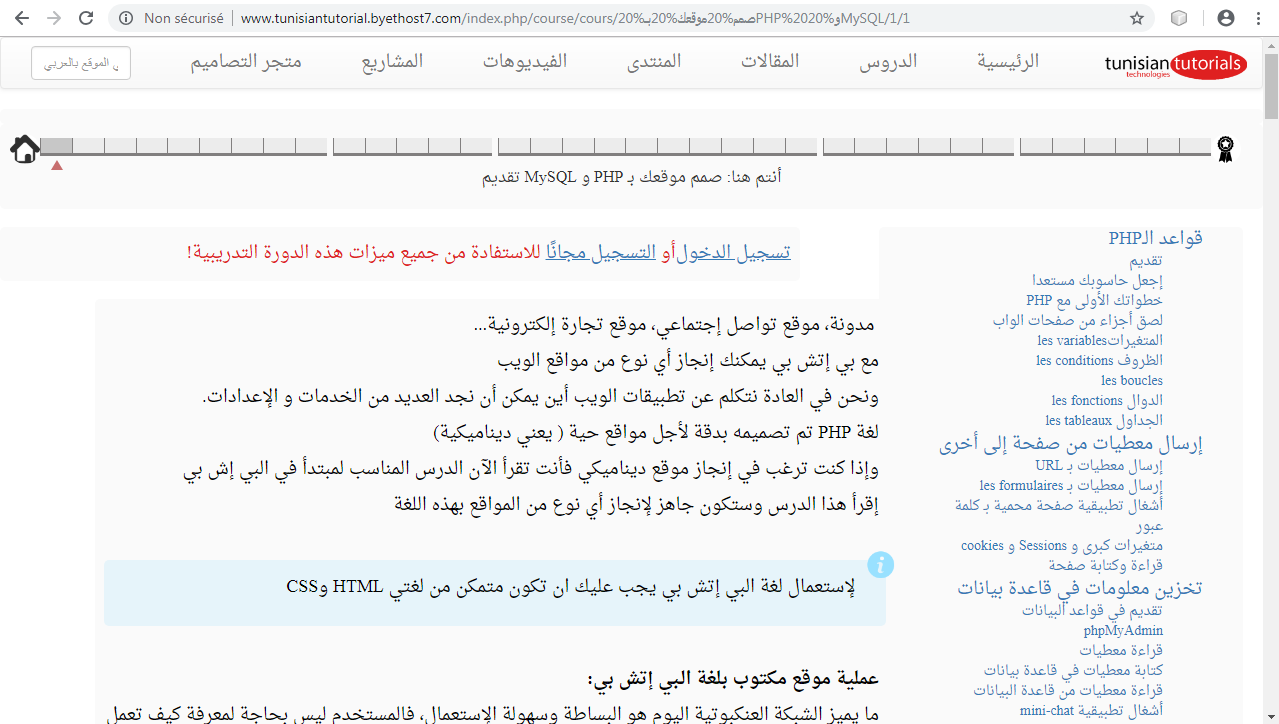 Non sécurisé
www.tunisiantutorial.byethost7.com/index.php/course/cours/20%صمم%20موقعك%20بـPHP%2020%وMySQL/1/1
tunisiantutorials
technologies
الرئيسية
الدروس
المقالات
المنتدى
الفيديوهات
المشاريع
متجر التصاميم
ي الموقع بالعربي
أنتم هنا: صمم موقعك بـ PHP و MySQL تقديم
تسجيل الدخولأو التسجيل مجانًا للاستفادة من جميع ميزات هذه الدورة التدريبية!
قواعد الـPHP
تقديم
إجعل حاسوبك مستعدا
خطواتك الأولى مع PHP
لصق أجزاء من صفحات الواب
المتغيراتles variables
الظروف les conditions
les boucles
الدوال les fonctions
الجداول les tableaux
إرسال معطيات من صفحة إلى أخرى
إرسال معطيات بـ URL
إرسال معطيات بـ les formulaires
أشغال تطبيقية صفحة محمية بـ كلمة
عبور
متغيرات كبرى و Sessions و cookies
قراءة وكتابة صفحة
تخزين معلومات في قاعدة بيانات
تقديم في قواعد البيانات
phpMyAdmin
قراءة معطيات
كتابة معطيات في قاعدة بيانات
قراءة معطيات من قاعدة البيانات
أشغال تطبيقية mini-chat
مدونة، موقع تواصل إجتماعي، موقع تجارة إلكترونية...
مع بي إتش بي يمكنك إنجاز أي نوع من مواقع الويب
ونحن في العادة نتكلم عن تطبيقات الويب أين يمكن أن نجد العديد من الخدمات و الإعدادات.
لغة PHP تم تصميمه بدقة لأجل مواقع حية ( يعني ديناميكية)
وإذا كنت ترغب في إنجاز موقع ديناميكي فأنت تقرأ الآن الدرس المناسب لمبتدأ في البي إش بي
إقرأ هذا الدرس وستكون جاهز لإنجاز أي نوع من المواقع بهذه اللغة
i
لإستعمال لغة البي إتش بي يجب عليك ان تكون متمكن من لغتي HTML وCSS
عملية موقع مكتوب بلغة البي إتش بي:
ما يميز الشبكة العنكبوتية اليوم هو البساطة وسهولة الإستعمال، فالمستخدم ليس بحاجة لمعرفة كيف تعمل